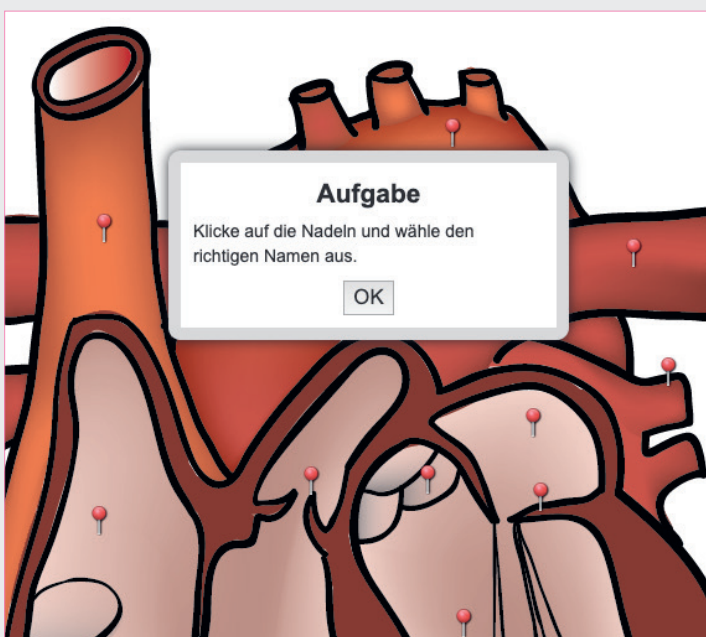 Aufgabe
Klicke auf die Nadeln und wähle den
richtigen Namen aus.
OK